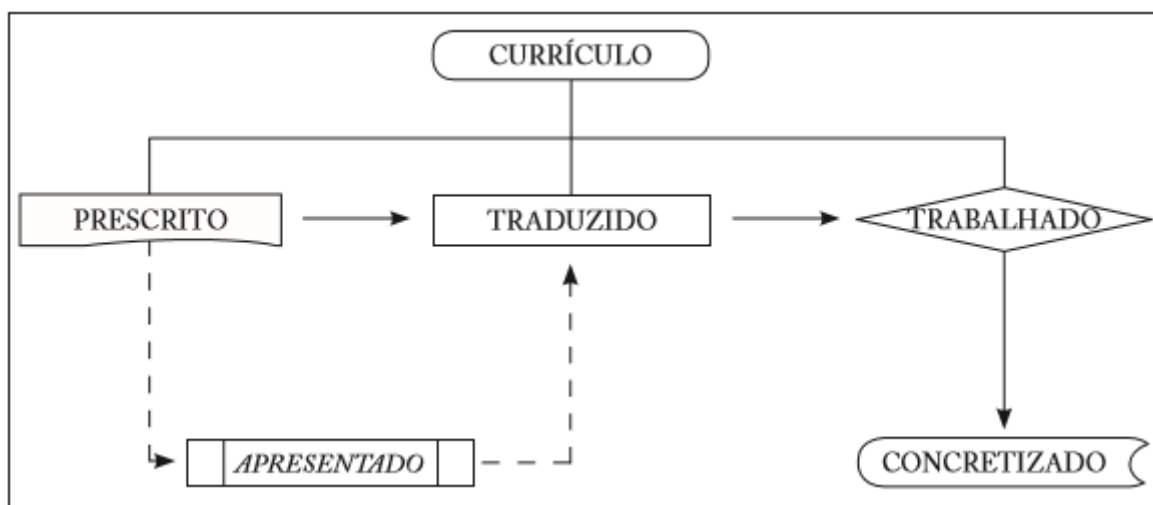 CURRÍCULO
PRESCRITO
TRADUZIDO
TRABALHADO
APRESENTADO
CONCRETIZADO